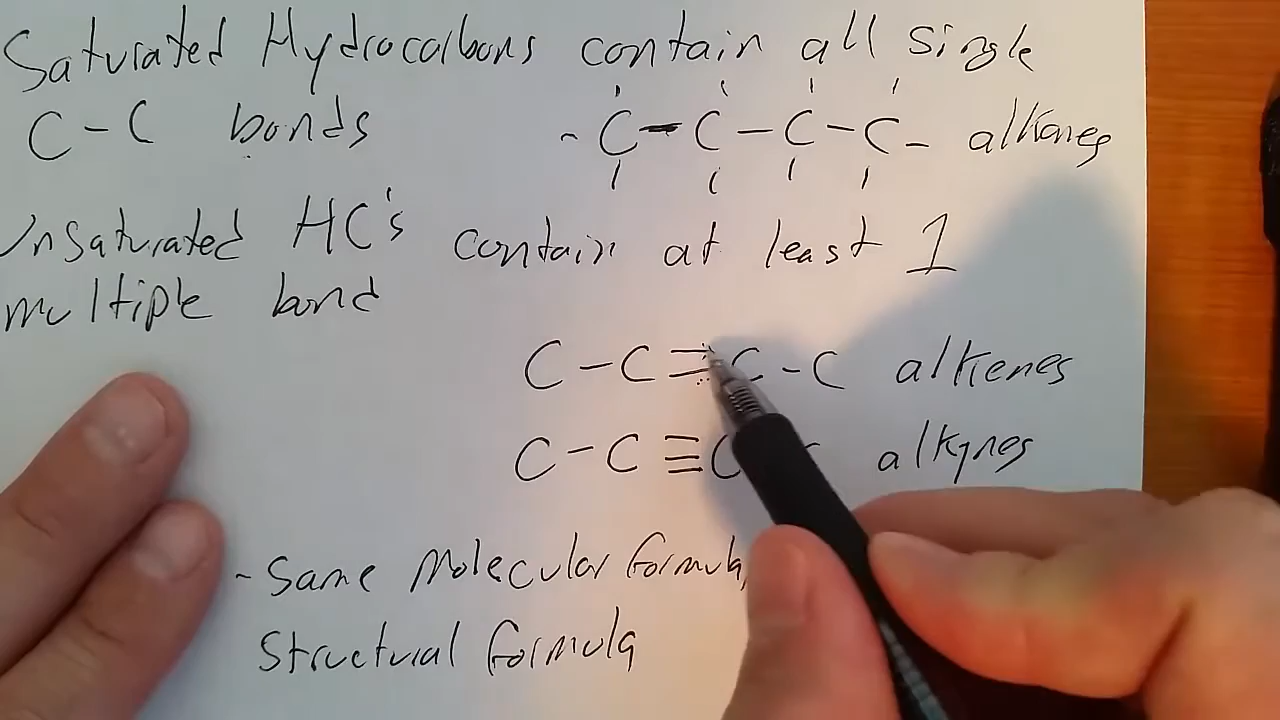 Saturated Hydrocarbons contain all single
C - C bonds - C - C - C - C - alkanes
Unsaturated HC's contain at least 1
multiple bond
C - C = C - C alkenes
C - C ≡ C - alkynes
- Same Molecular formula,
Structural formula